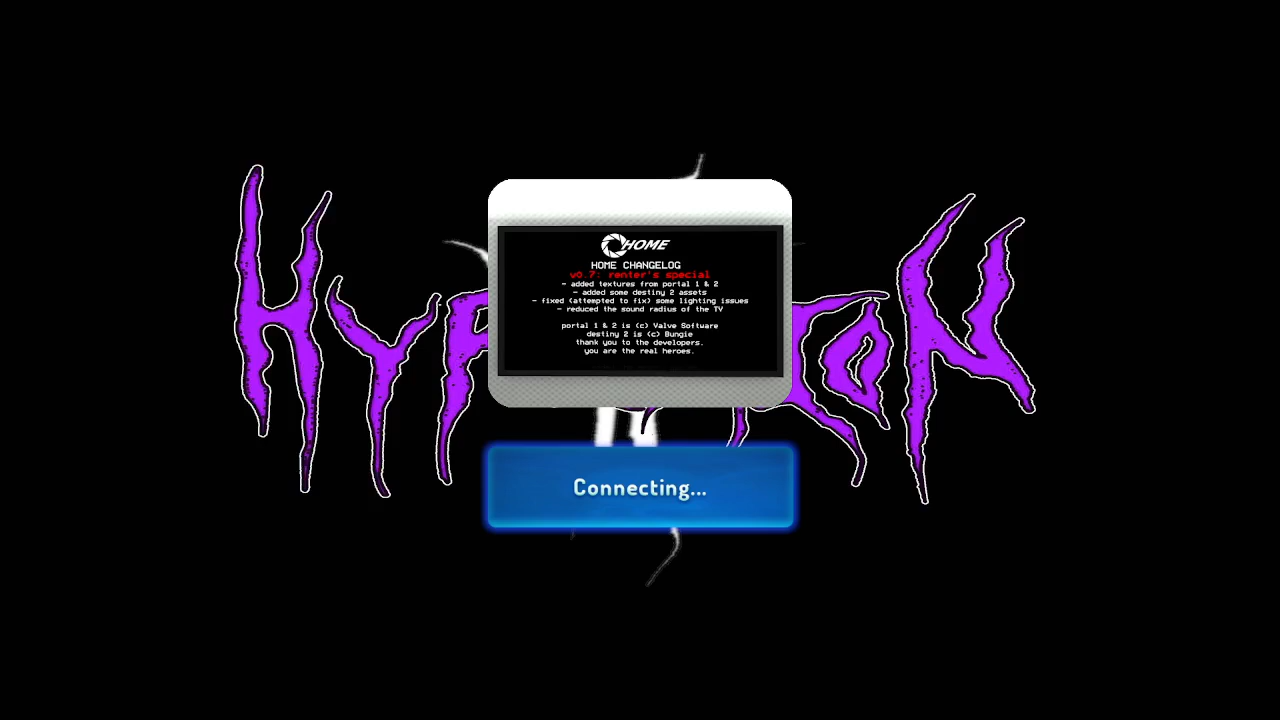 HOME
HOME CHANGELOG
v0.7: renter's special
- added textures from portal 1 & 2
- added some destiny 2 assets
- fixed (attempted to fix) some lighting issues
- reduced the sound radius of the TV
portal 1 & 2 is (c) Valve Software
destiny 2 is (c) Bungie
thank you to the developers.
you are the real heroes.
Connecting...